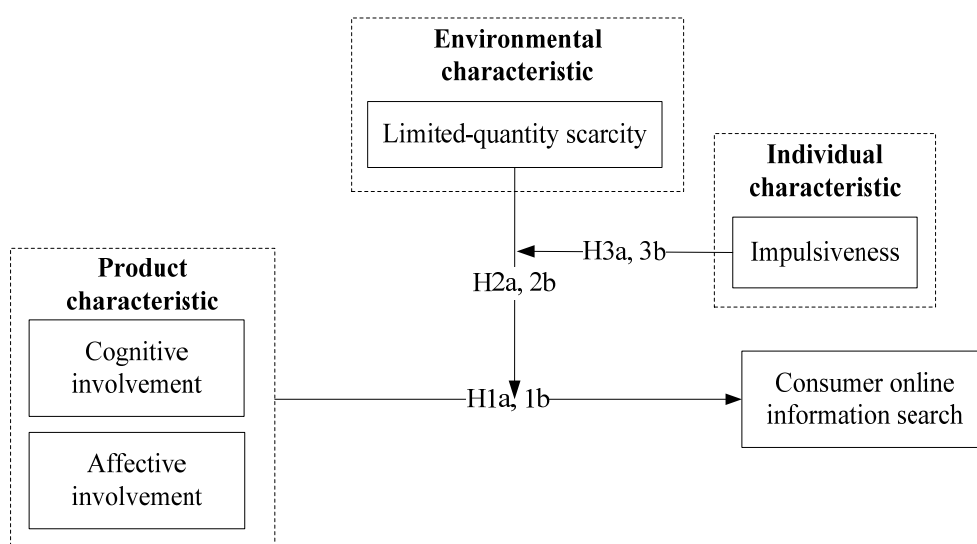 Environmental
characteristic
Limited-quantity scarcity
Individual
characteristic
Impulsiveness
H3a, 3b
H2a, 2b
Product
characteristic
Cognitive
involvement
Affective
involvement
H1a, 1b
Consumer online
information search